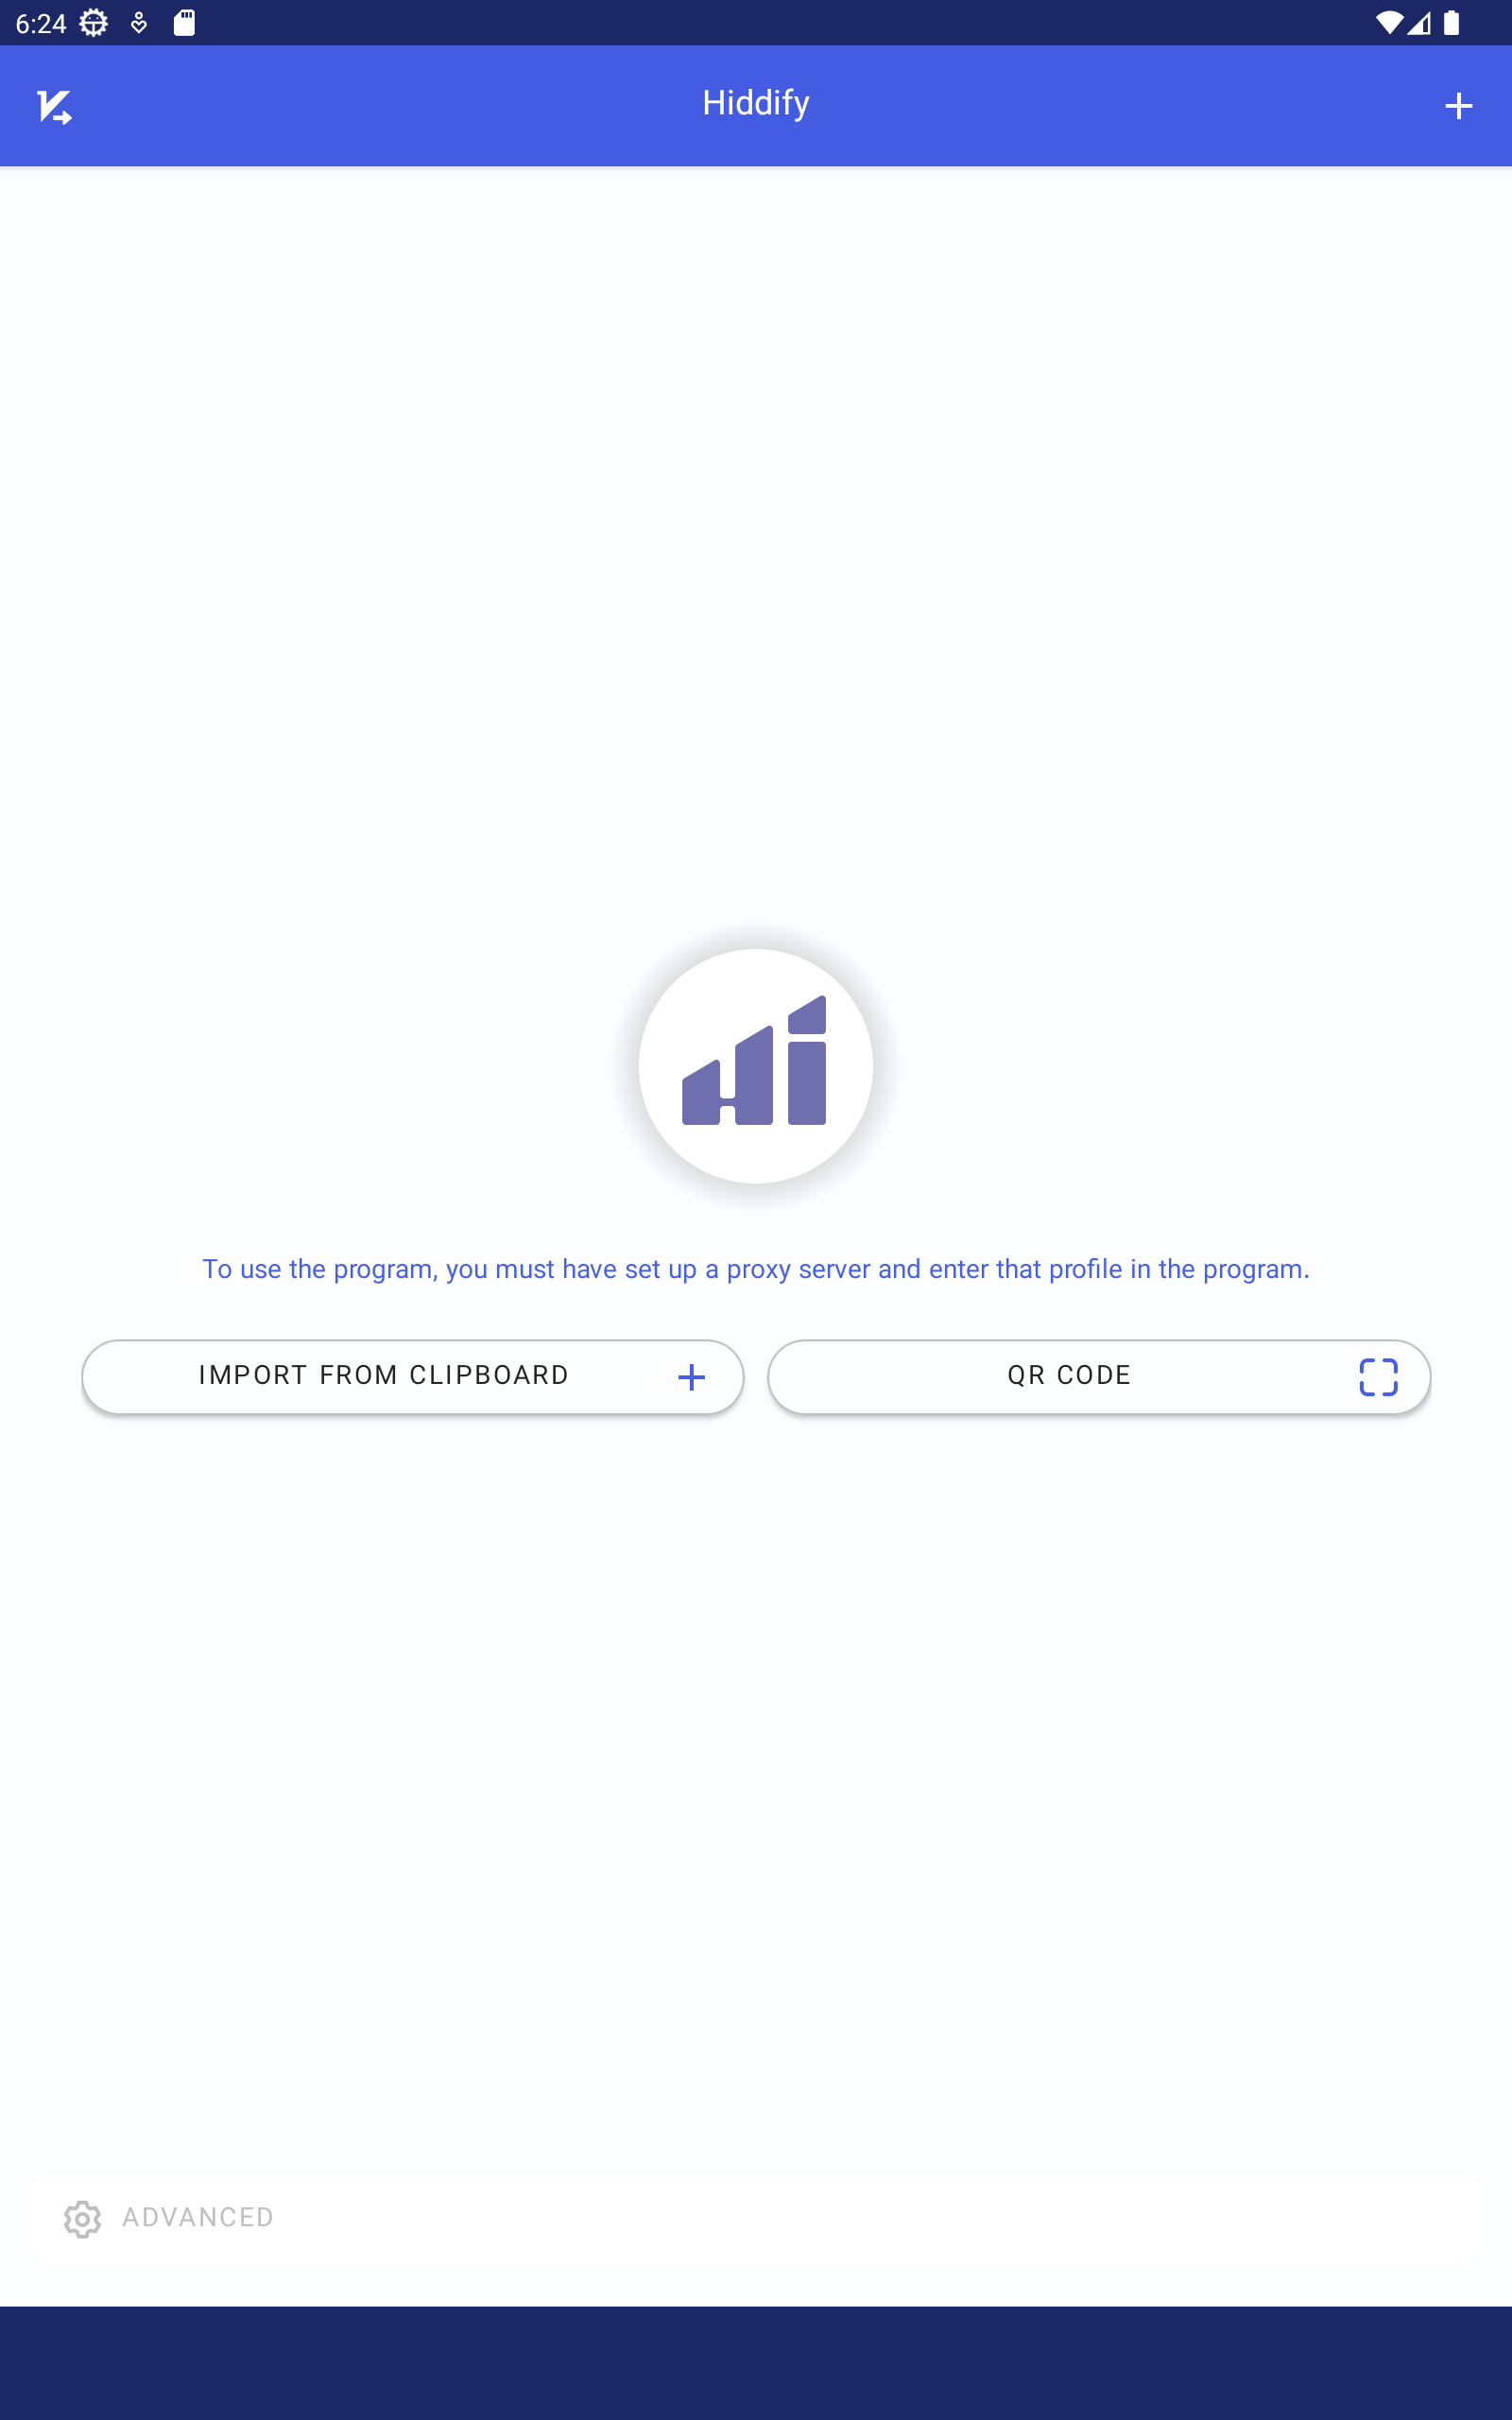 6:24
Hiddify
To use the program, you must have set up a proxy server and enter that profile in the program.
IMPORT FROM CLIPBOARD
QR CODE
ADVANCED